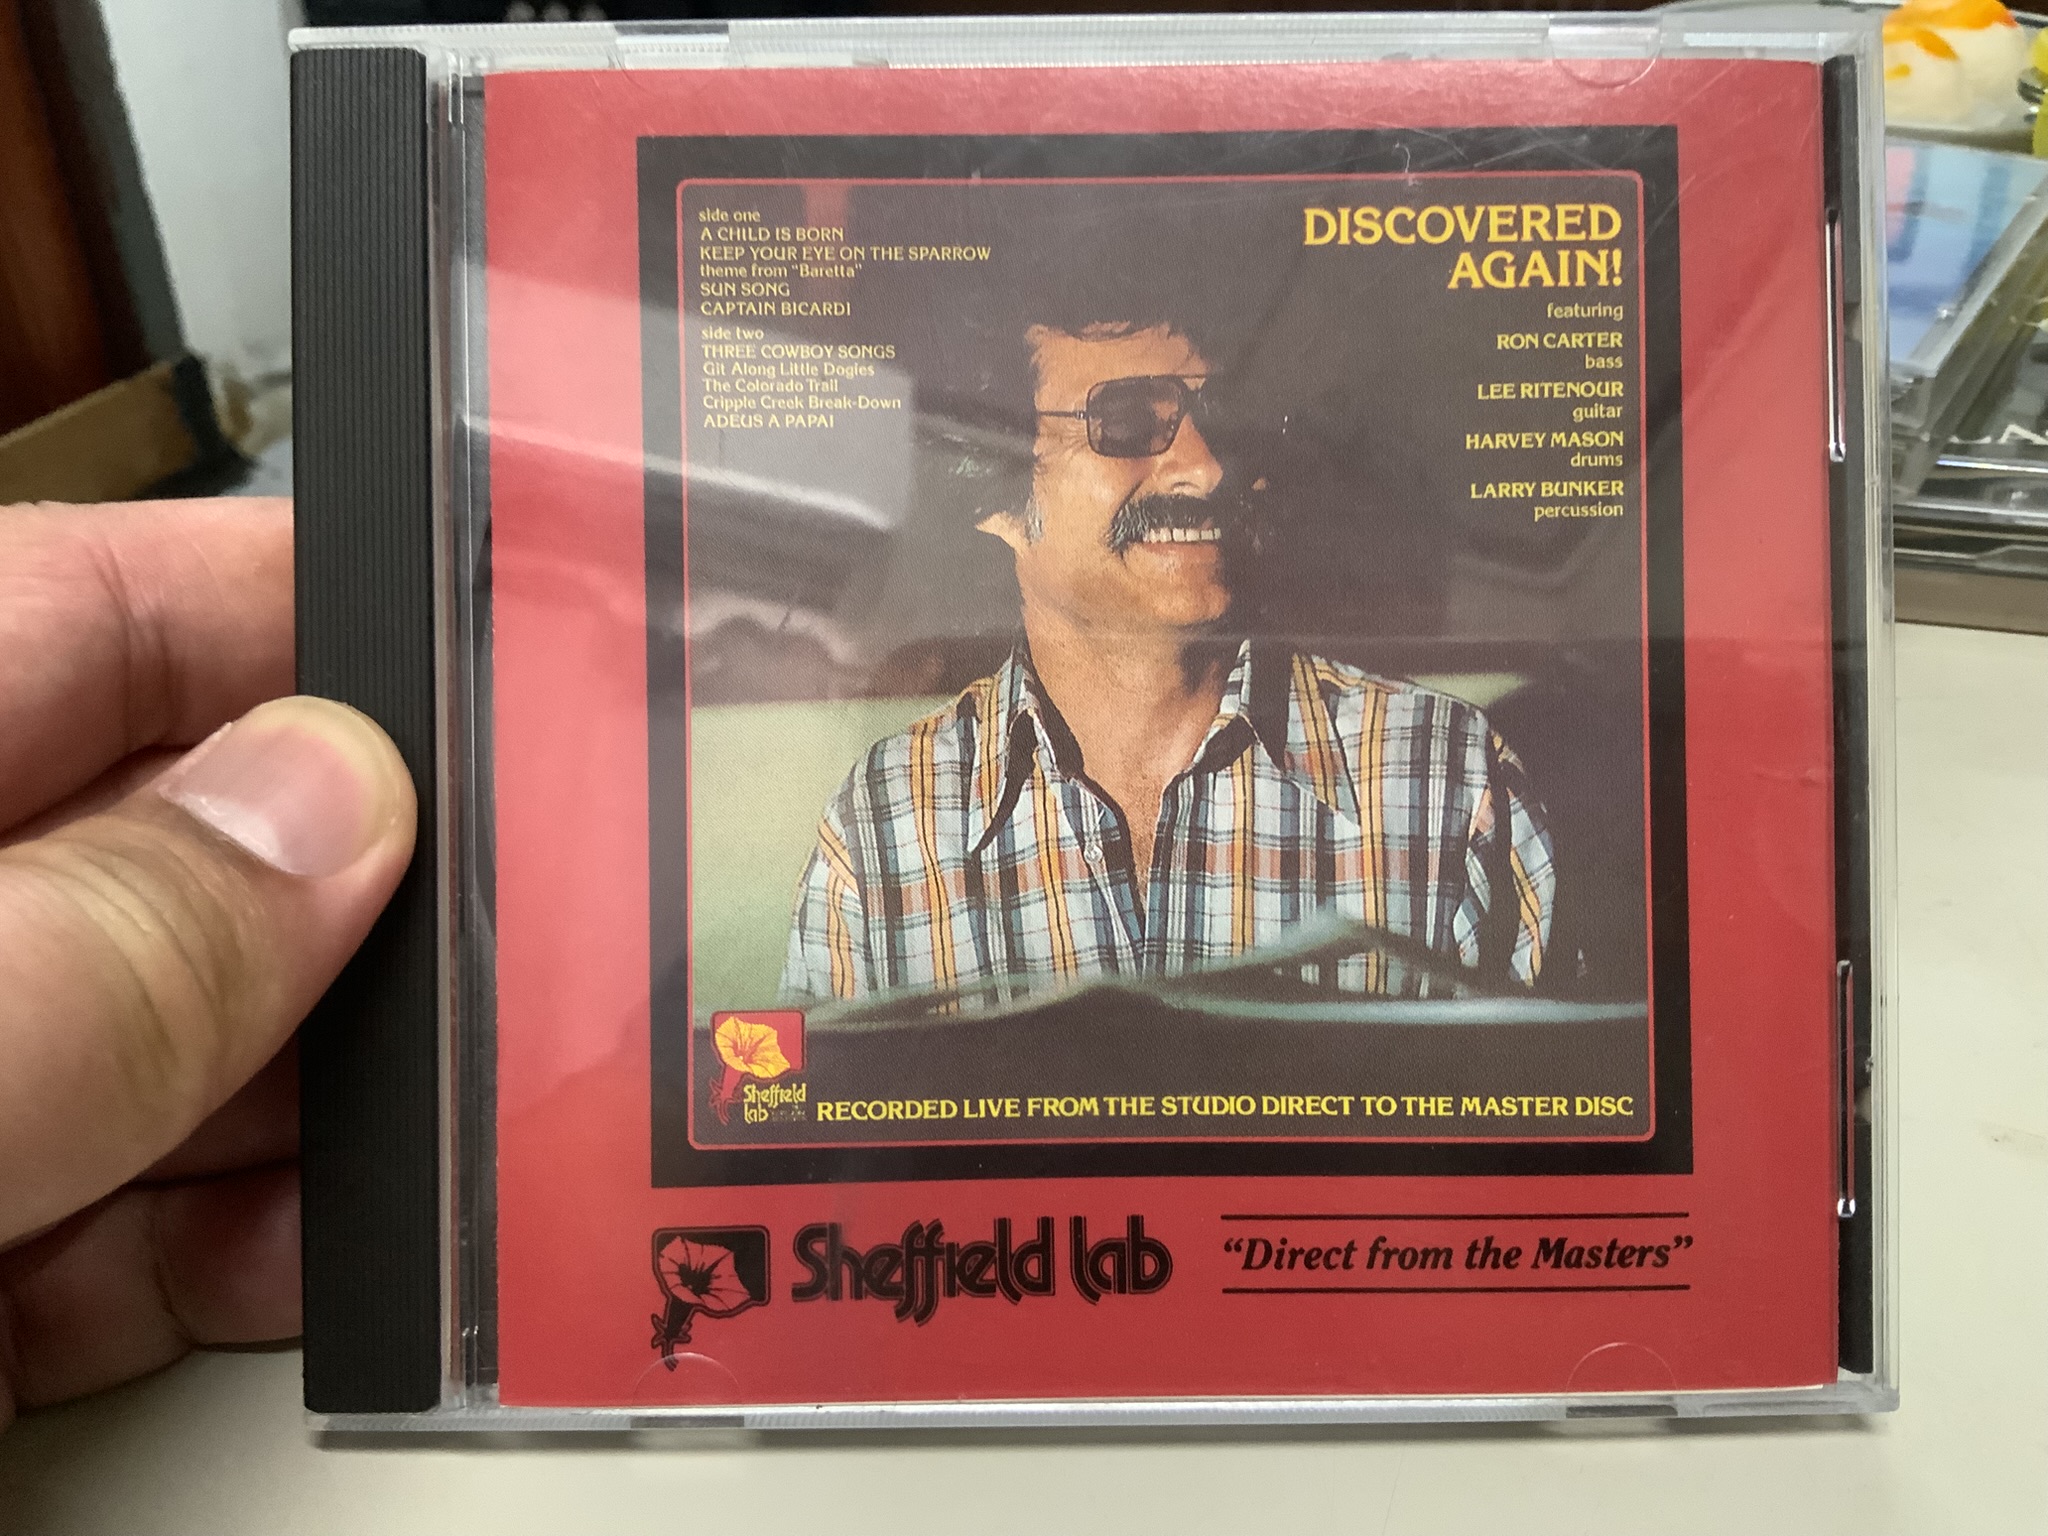 side one
A CHILD IS BORN
KEEP YOUR EYE ON THE SPARROW
theme from "Baretta"
SUN SONG
CAPTAIN BICARDI
side two
THREE COWBOY SONGS
Git Along Little Dogies
The Colorado Trail
Cripple Creek Break-Down
ADEUS A PAPAI
DISCOVERED
AGAIN!
featuring
RON CARTER
bass
LEE RITENOUR
guitar
HARVEY MASON
drums
LARRY BUNKER
percussion
Sheffield
lab
RECORDED LIVE FROM THE STUDIO DIRECT TO THE MASTER DISC
Sheffield lab
"Direct from the Masters"